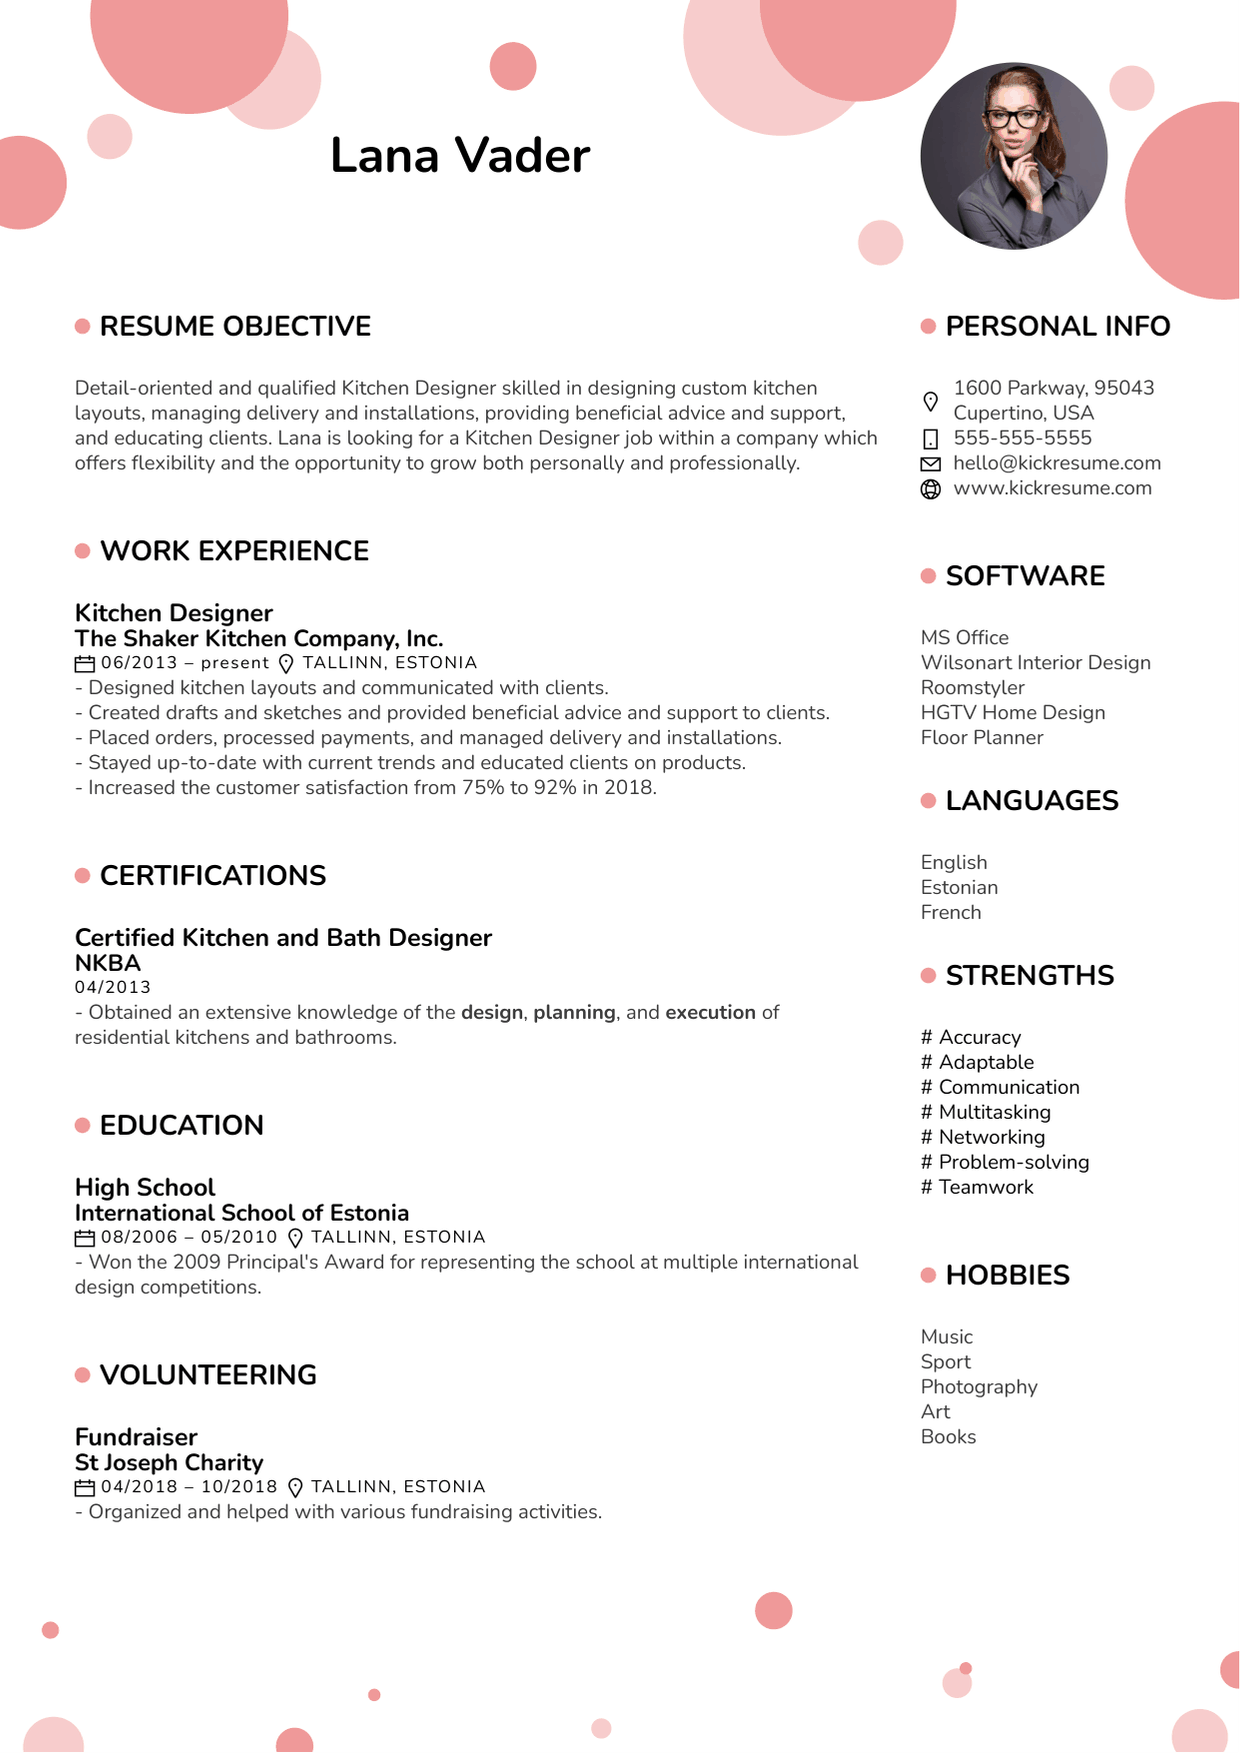 Lana Vader
RESUME OBJECTIVE
Detail-oriented and qualified Kitchen Designer skilled in designing custom kitchen
layouts, managing delivery and installations, providing beneficial advice and support,
and educating clients. Lana is looking for a Kitchen Designer job within a company which
offers flexibility and the opportunity to grow both personally and professionally.
WORK EXPERIENCE
Kitchen Designer
The Shaker Kitchen Company, Inc.
06/2013 – present TALLINN, ESTONIA
- Designed kitchen layouts and communicated with clients.
- Created drafts and sketches and provided beneficial advice and support to clients.
- Placed orders, processed payments, and managed delivery and installations.
- Stayed up-to-date with current trends and educated clients on products.
- Increased the customer satisfaction from 75% to 92% in 2018.
CERTIFICATIONS
Certified Kitchen and Bath Designer
NKBA
04/2013
- Obtained an extensive knowledge of the design, planning, and execution of
residential kitchens and bathrooms.
EDUCATION
High School
International School of Estonia
08/2006 – 05/2010 TALLINN, ESTONIA
- Won the 2009 Principal's Award for representing the school at multiple international
design competitions.
VOLUNTEERING
Fundraiser
St Joseph Charity
04/2018 – 10/2018 TALLINN, ESTONIA
- Organized and helped with various fundraising activities.
PERSONAL INFO
1600 Parkway, 95043
Cupertino, USA
555-555-5555
hello@kickresume.com
www.kickresume.com
SOFTWARE
MS Office
Wilsonart Interior Design
Roomstyler
HGTV Home Design
Floor Planner
LANGUAGES
English
Estonian
French
STRENGTHS
# Accuracy
# Adaptable
# Communication
# Multitasking
# Networking
# Problem-solving
# Teamwork
HOBBIES
Music
Sport
Photography
Art
Books